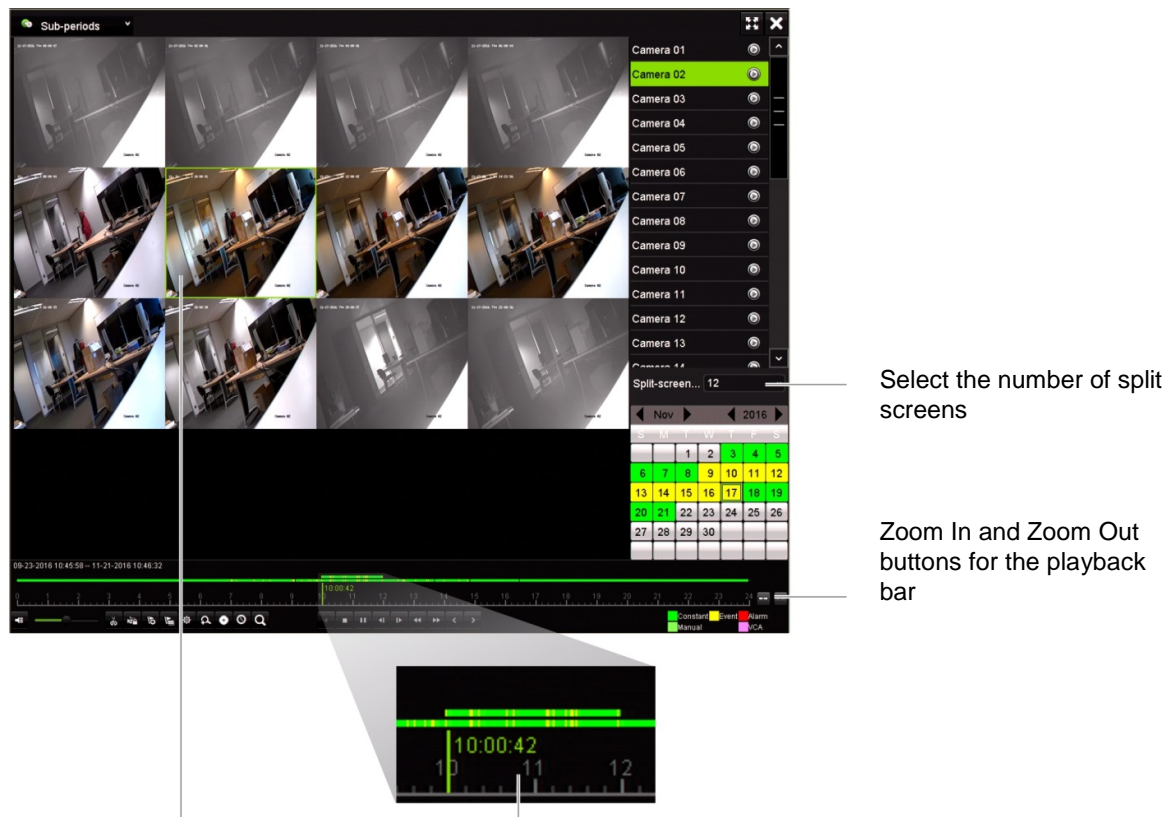 Sub-periods
Camera 01
Camera 02
Camera 03
Camera 04
Camera 05
Camera 06
Camera 07
Camera 08
Camera 09
Camera 10
Camera 11
Camera 12
Camera 13
Camera 14
Split-screen... 12
Select the number of split
screens
Nov 2016
S M T W T F S
1 2 3 4 5
6 7 8 9 10 11 12
13 14 15 16 17 18 19
20 21 22 23 24 25 26
27 28 29 30
Zoom In and Zoom Out
buttons for the playback
bar
09-23-2016 10:45:58 -- 11-21-2016 10:46:32
10:00:42
0 1 2 3 4 5 6 7 8 9 10 11 12 13 14 15 16 17 18 19 20 21 22 23 24
Constant Event Alarm
Manual VCA
10:00:42
10 11 12